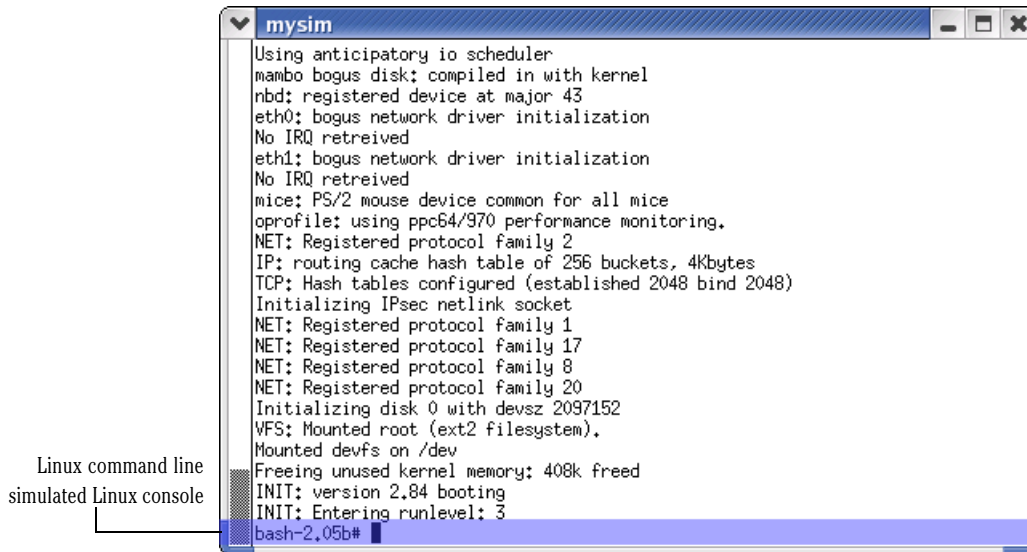 mysim
Using anticipatory io scheduler
mambo bogus disk: compiled in with kernel
nbd: registered device at major 43
eth0: bogus network driver initialization
No IRQ retreived
eth1: bogus network driver initialization
No IRQ retreived
mice: PS/2 mouse device common for all mice
oprofile: using ppc64/970 performance monitoring.
NET: Registered protocol family 2
IP: routing cache hash table of 256 buckets, 4Kbytes
TCP: Hash tables configured (established 2048 bind 2048)
Initializing IPsec netlink socket
NET: Registered protocol family 1
NET: Registered protocol family 17
NET: Registered protocol family 8
NET: Registered protocol family 20
Initializing disk 0 with devsz 2097152
VFS: Mounted root (ext2 filesystem).
Mounted devfs on /dev
Freeing unused kernel memory: 408k freed
INIT: version 2.84 booting
INIT: Entering runlevel: 3
bash-2.05b#
Linux command line
simulated Linux console